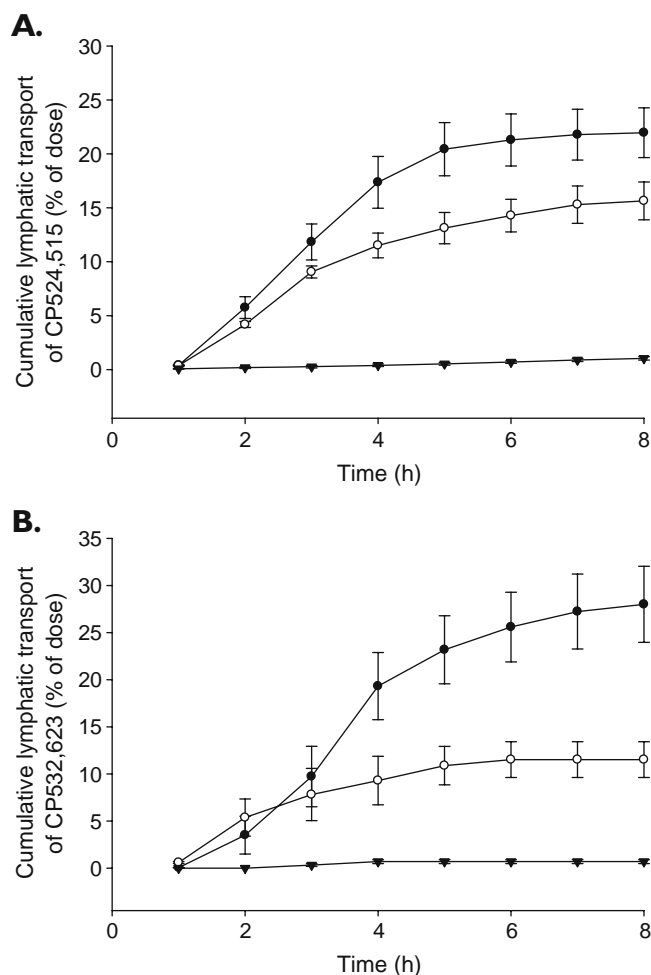 A.
30
25
20
15
10
5
0
Cumulative lymphatic transport
of CP524,515 (% of dose)
0 2 4 6 8
Time (h)
B.
35
30
25
20
15
10
5
0
Cumulative lymphatic transport
of CP532,623 (% of dose)
0 2 4 6 8
Time (h)